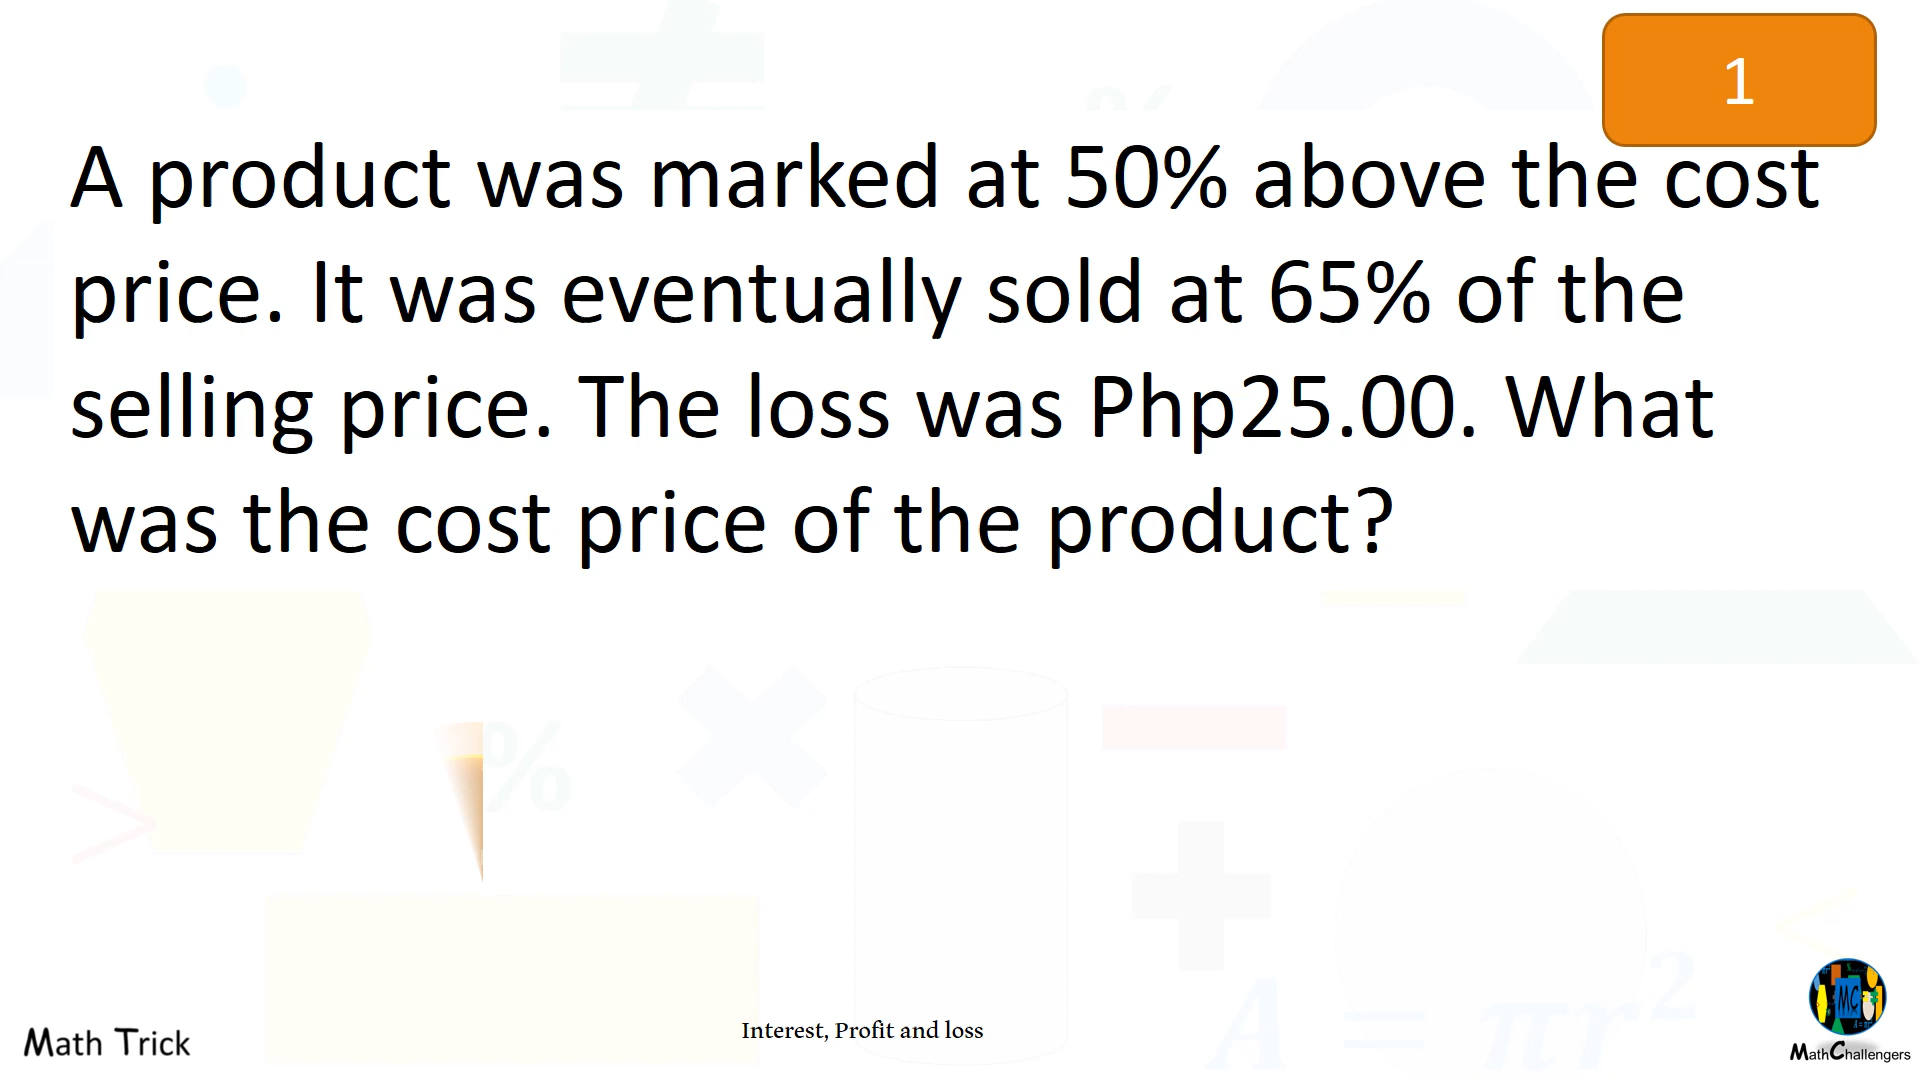 1
A product was marked at 50% above the cost
price. It was eventually sold at 65% of the
selling price. The loss was Php25.00. What
was the cost price of the product?
%
%
>
<
A = πr²
MC
Math Trick
Interest, Profit and loss
MathChallengers